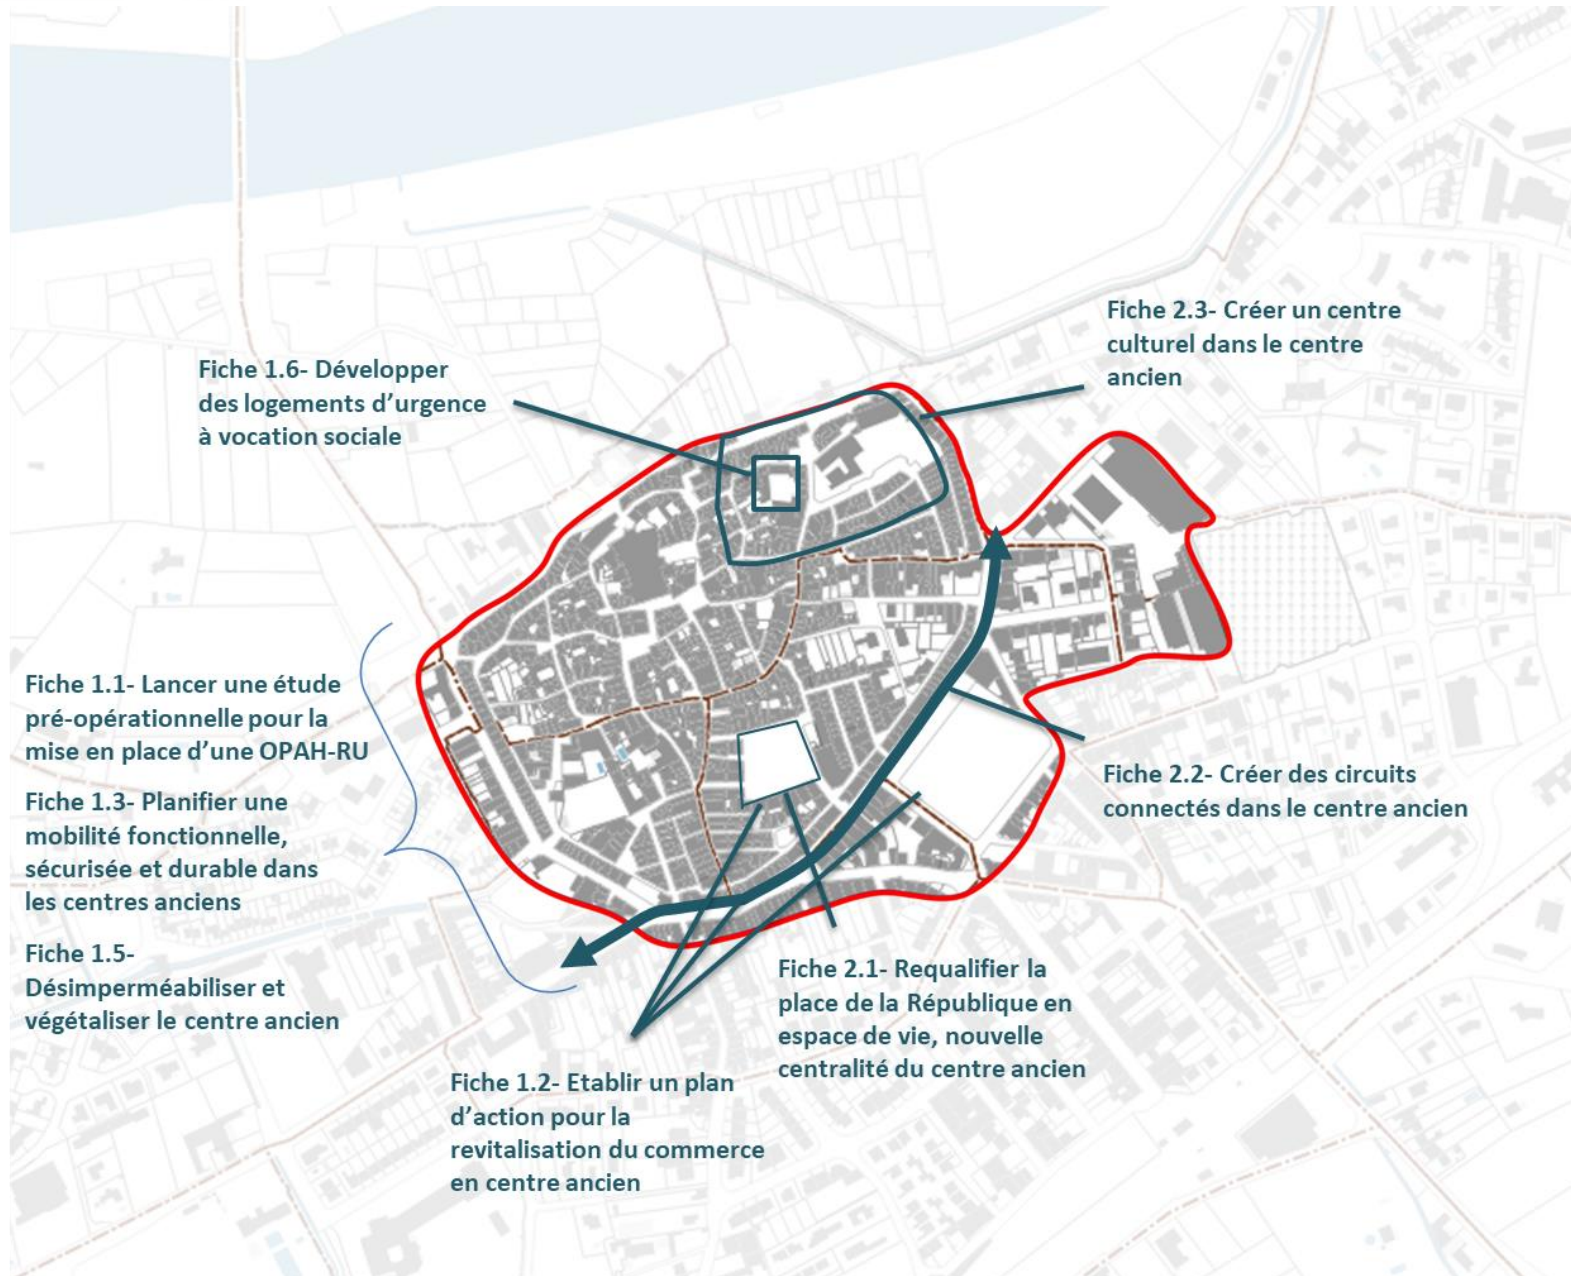 Fiche 2.3- Créer un centre
culturel dans le centre
ancien
Fiche 1.6- Développer
des logements d’urgence
à vocation sociale
Fiche 1.1- Lancer une étude
pré-opérationnelle pour la
mise en place d’une OPAH-RU
Fiche 1.3- Planifier une
mobilité fonctionnelle,
sécurisée et durable dans
les centres anciens
Fiche 1.5-
Désimperméabiliser et
végétaliser le centre ancien
Fiche 2.2- Créer des circuits
connectés dans le centre ancien
Fiche 2.1- Requalifier la
place de la République en
espace de vie, nouvelle
centralité du centre ancien
Fiche 1.2- Etablir un plan
d’action pour la
revitalisation du commerce
en centre ancien